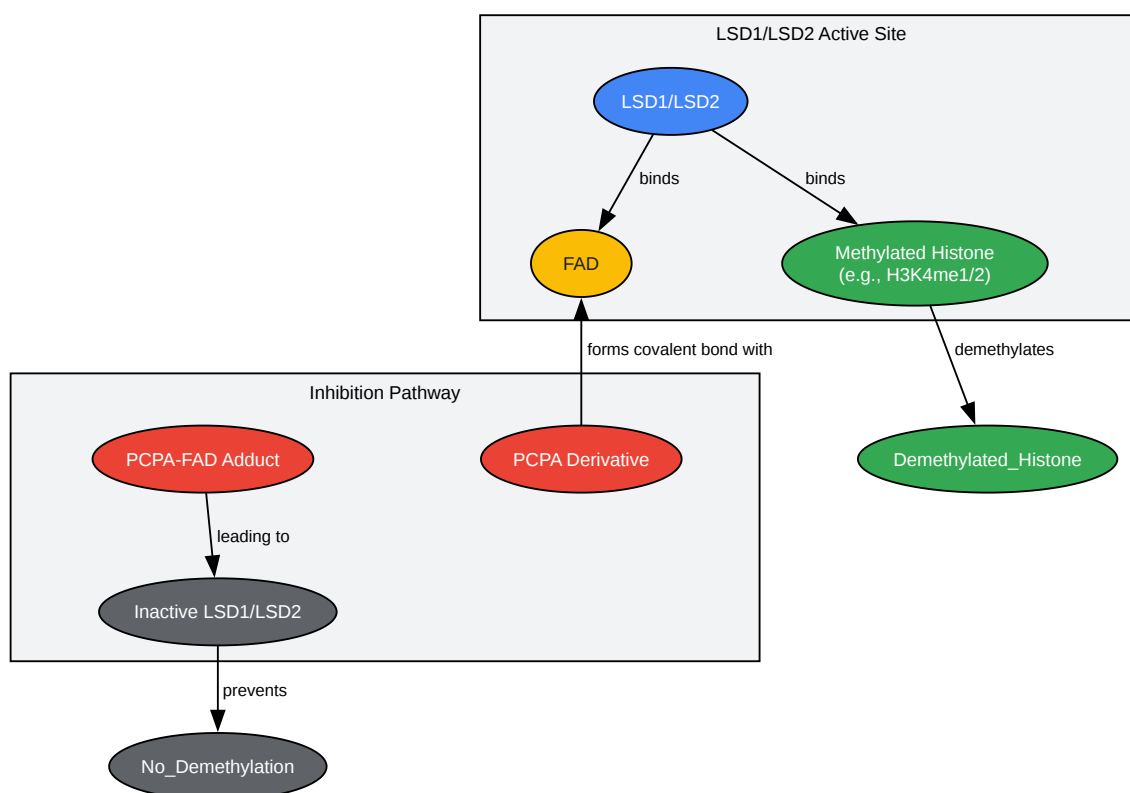 LSD1/LSD2 Active Site
LSD1/LSD2
binds
binds
FAD
Methylated Histone
(e.g., H3K4me1/2)
forms covalent bond with
demethylates
Inhibition Pathway
PCPA-FAD Adduct
PCPA Derivative
Demethylated_Histone
leading to
Inactive LSD1/LSD2
prevents
No_Demethylation